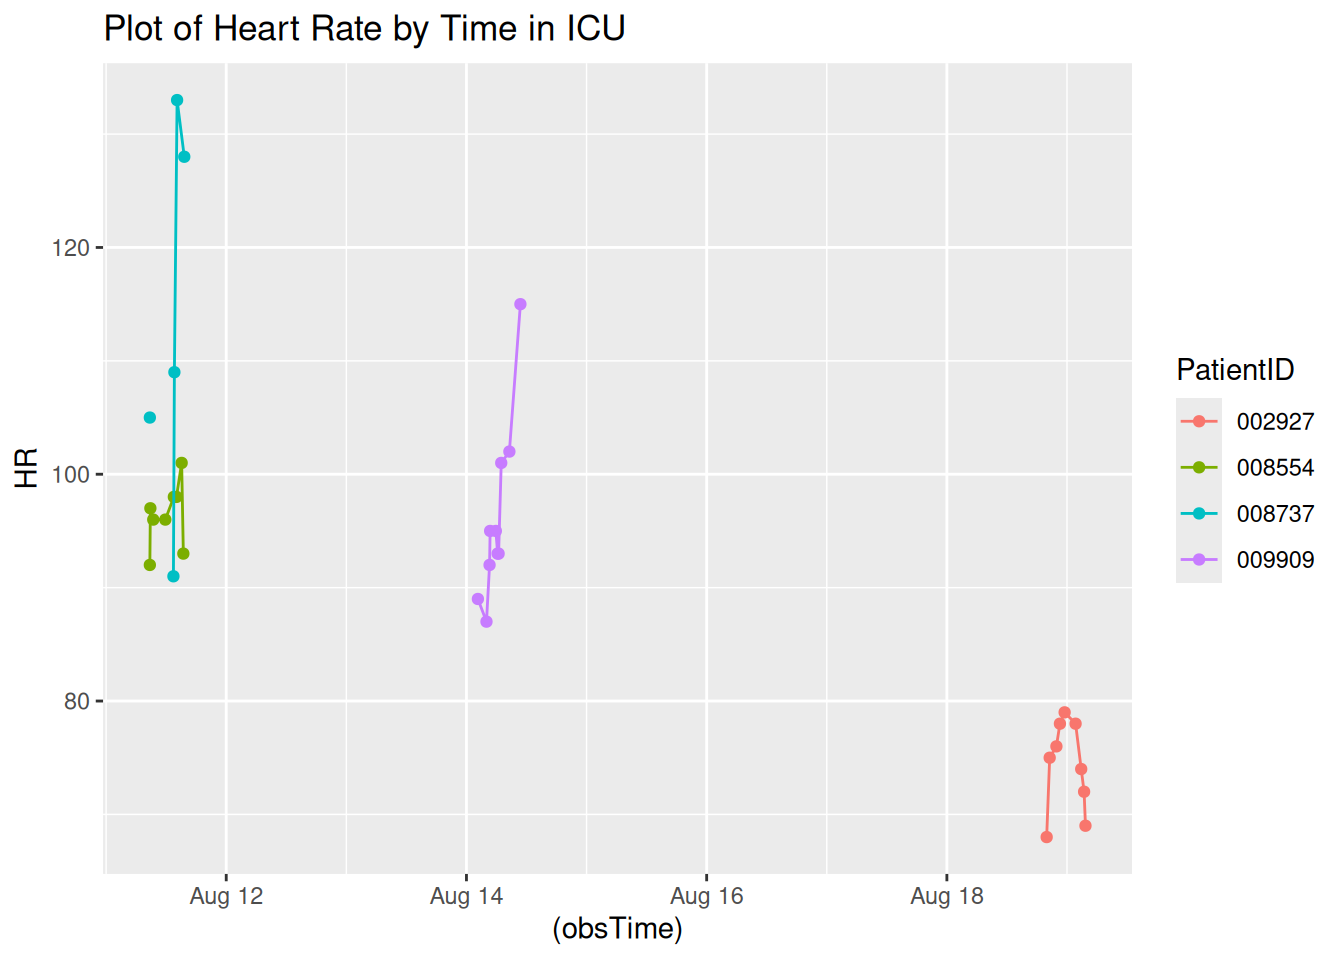 Plot of Heart Rate by Time in ICU
HR
120
100
80
Aug 12
Aug 14
Aug 16
Aug 18
(obsTime)
PatientID
002927
008554
008737
009909